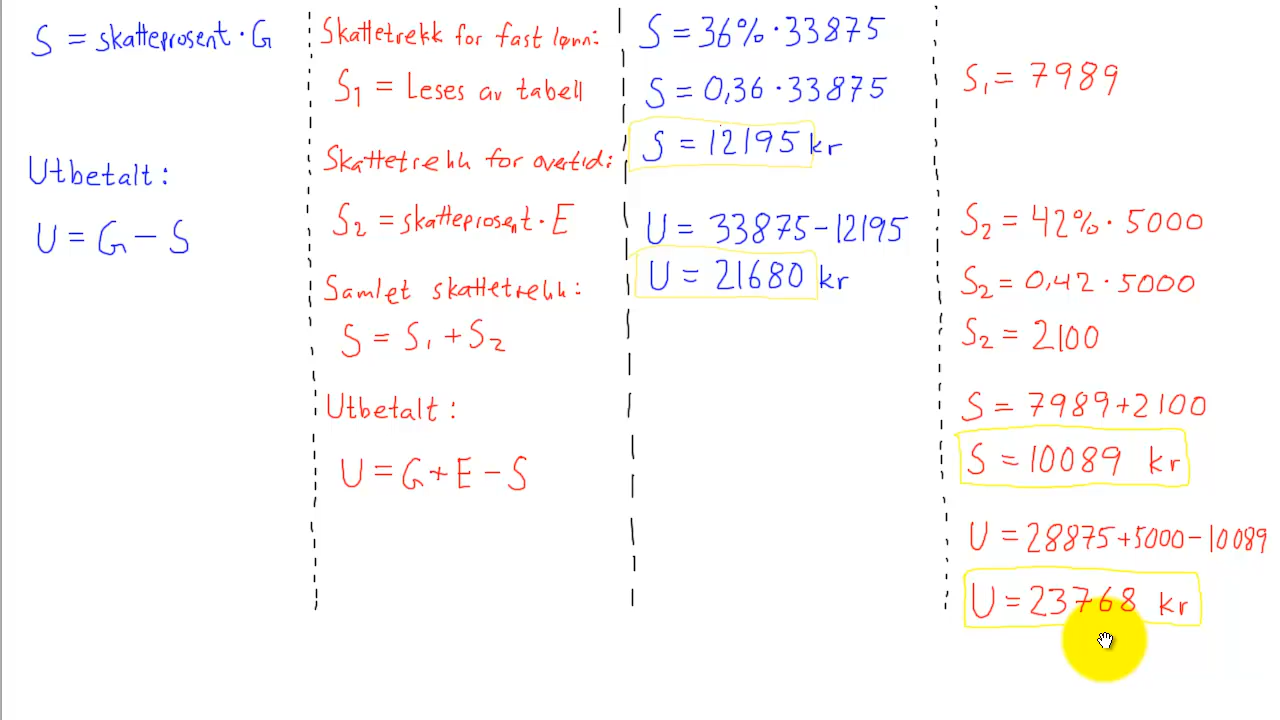 S = skatteprosent · G
Utbetalt:
U = G - S
Skattetrekk for fast lønn:
S1 = Leses av tabell
Skattetrekk for overtid:
S2 = skatteprosent · E
Samlet skattetrekk:
S = S1 + S2
Utbetalt:
U = G + E - S
S = 36% · 33875
S = 0,36 · 33875
S = 12195 kr
U = 33875 - 12195
U = 21680 kr
S1 = 7989
S2 = 42% · 5000
S2 = 0,42 · 5000
S2 = 2100
S = 7989 + 2100
S = 10089 kr
U = 28875 + 5000 - 10089
U = 23768 kr